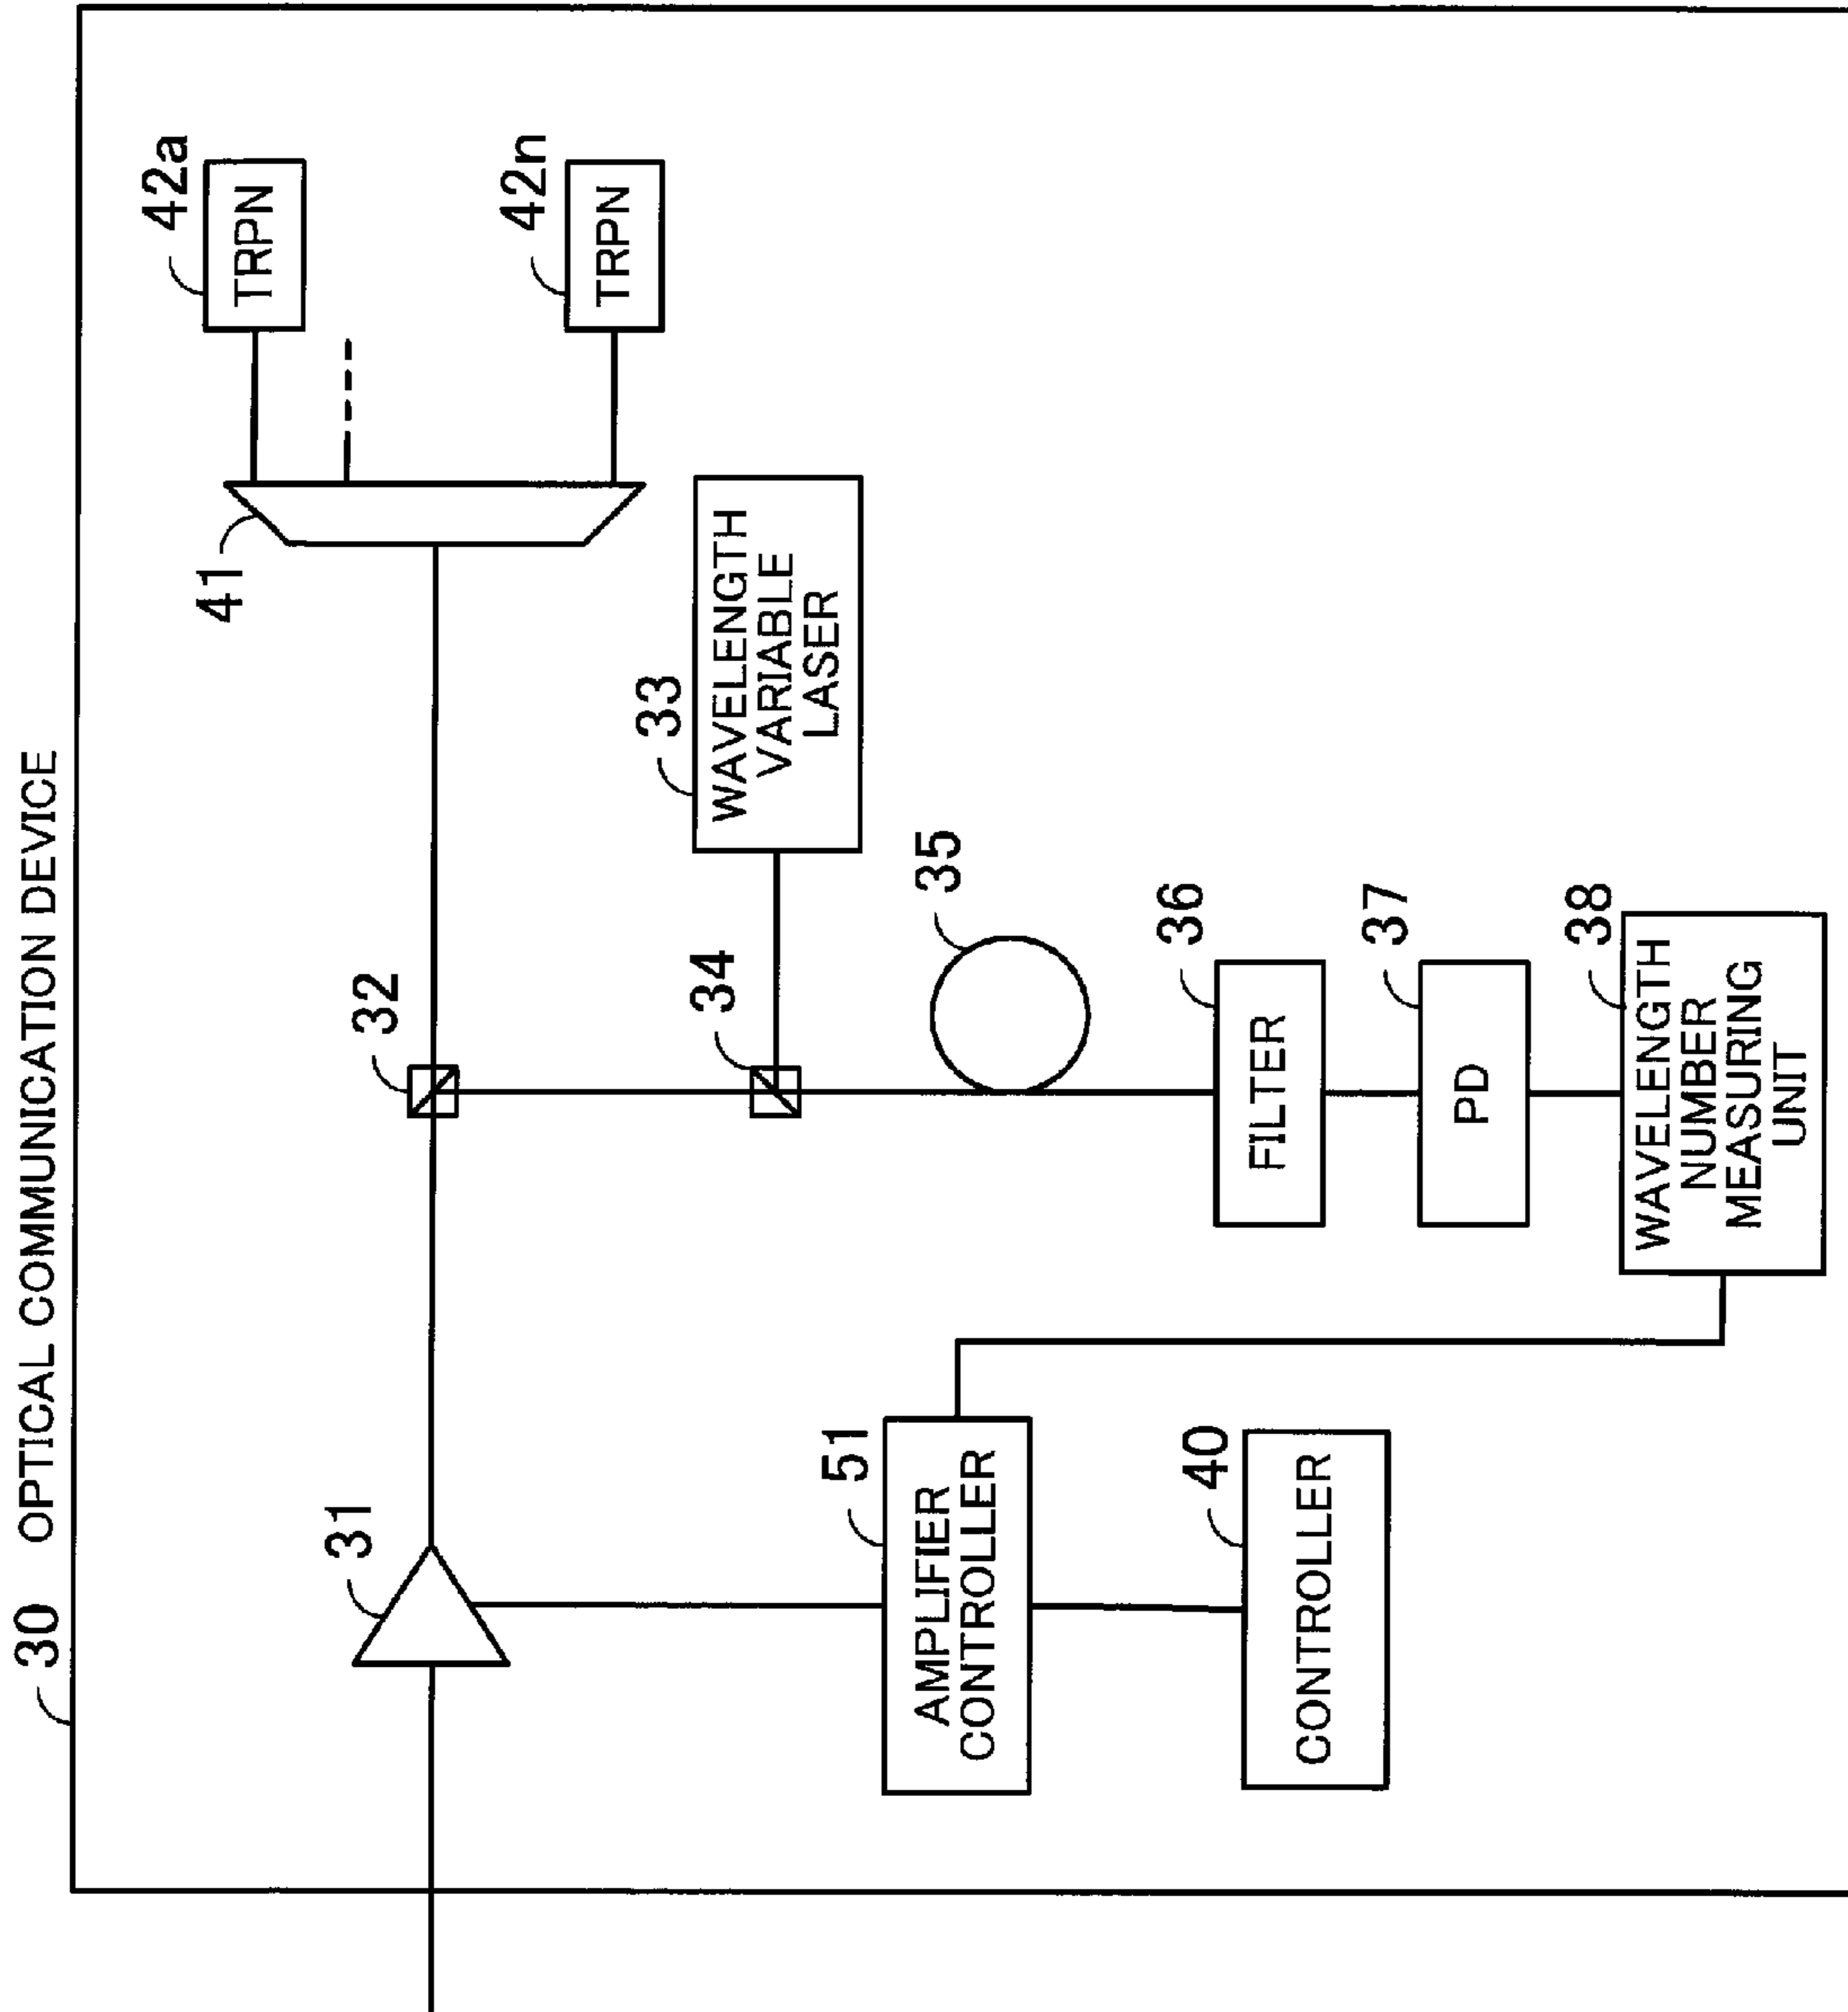 30 OPTICAL COMMUNICATION DEVICE
31
32
41
42a
TRPN
42n
TRPN
33
WAVELENGTH
VARIABLE
LASER
34
35
51
AMPLIFIER
CONTROLLER
36
FILTER
40
CONTROLLER
37
PD
38
WAVELENGTH
NUMBER
MEASURING
UNIT